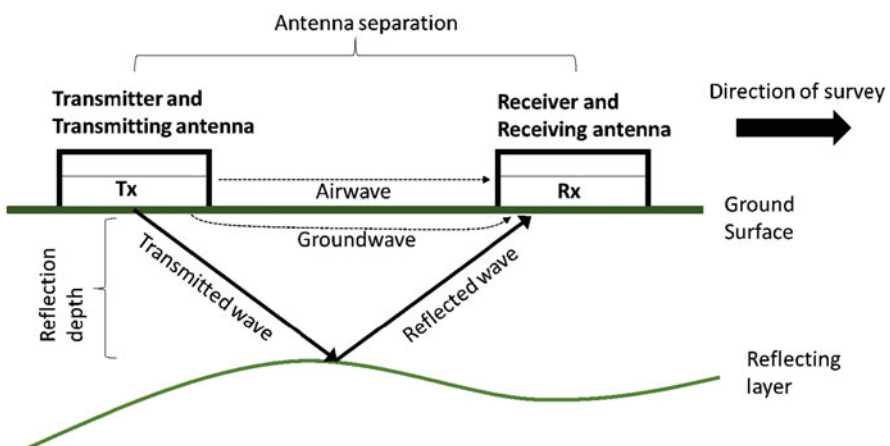 Antenna separation
Transmitter and
Transmitting antenna
Receiver and
Receiving antenna
Direction of survey
Tx
Airwave
Rx
Groundwave
Ground
Surface
Reflection
depth
Transmitted wave
Reflected wave
Reflecting
layer